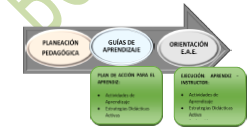 PLANEACIÓN
PEDAGÓGICA
GUÍAS DE
APRENDIZAJE
ORIENTACIÓN
E.A.E.
PLAN DE ACCIÓN PARA EL
APRENDIZ:
• Actividades de
Aprendizaje
• Estrategias Didácticas
Activa
EJECUCIÓN APRENDIZ -
INSTRUCTOR:
• Actividades de
Aprendizaje
• Estrategias Didácticas
Activas